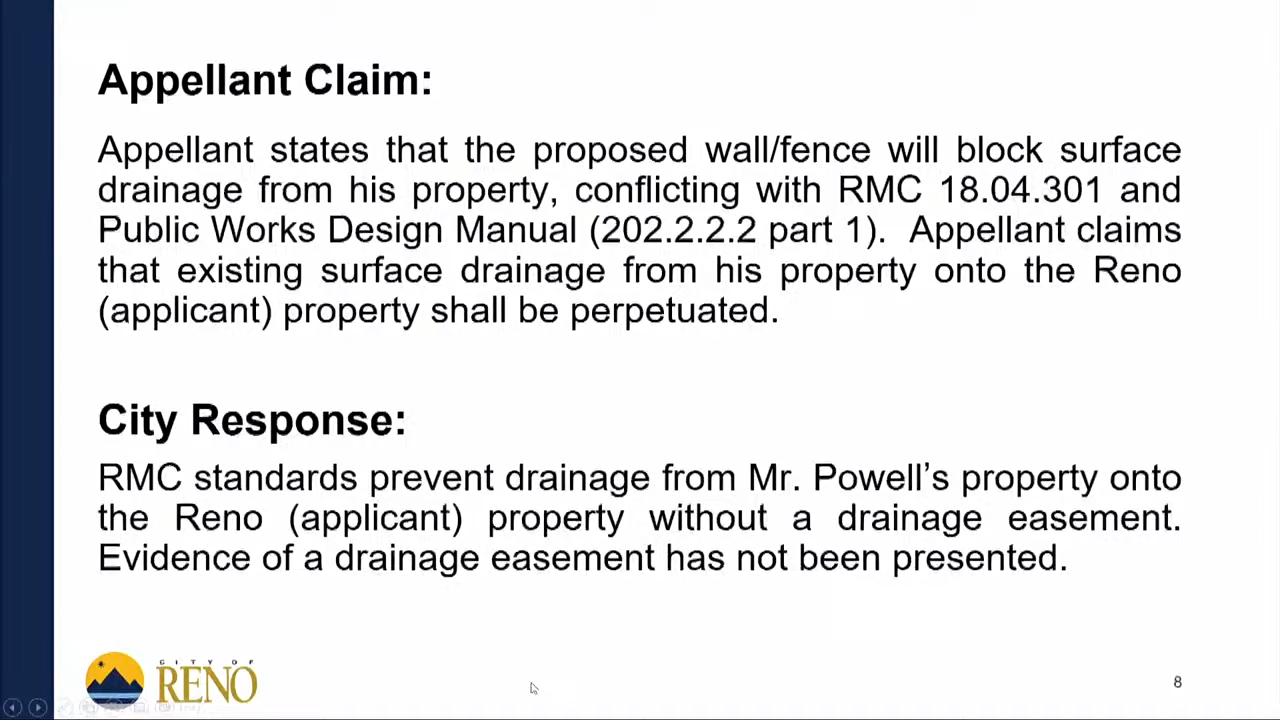 Appellant Claim:
Appellant states that the proposed wall/fence will block surface
drainage from his property, conflicting with RMC 18.04.301 and
Public Works Design Manual (202.2.2.2 part 1).  Appellant claims
that existing surface drainage from his property onto the Reno
(applicant) property shall be perpetuated.
City Response:
RMC standards prevent drainage from Mr. Powell’s property onto
the Reno (applicant) property without a drainage easement.
Evidence of a drainage easement has not been presented.
CITY OF
RENO
8